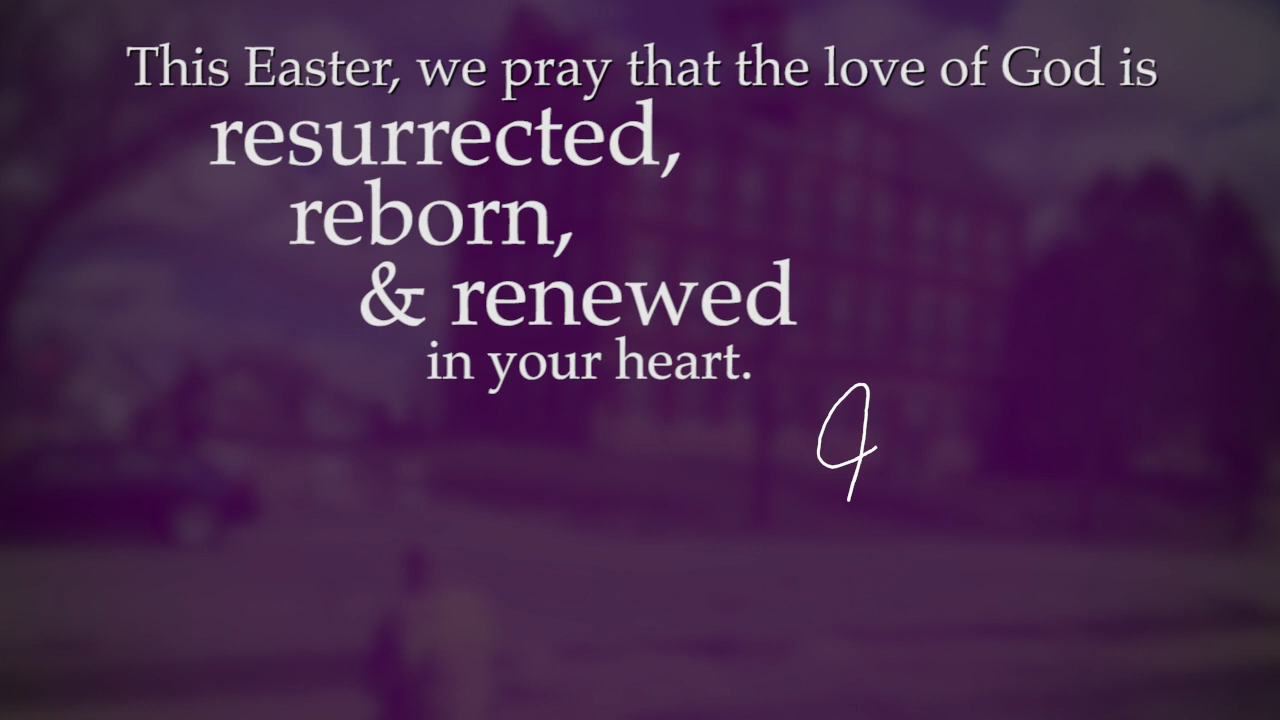 This Easter, we pray that the love of God is
resurrected,
reborn,
& renewed
in your heart.